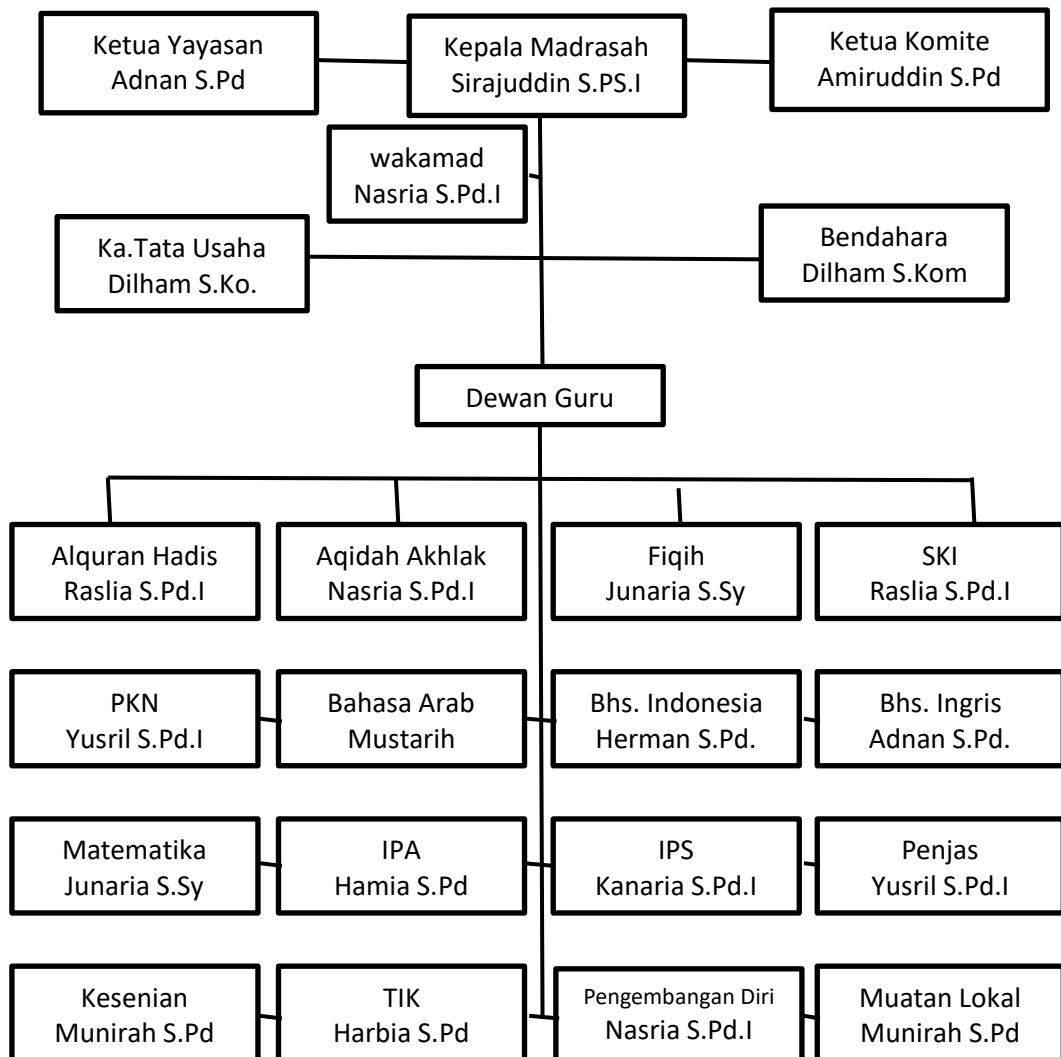 Ketua Yayasan
Adnan S.Pd
Kepala Madrasah
Sirajuddin S.PS.I
Ketua Komite
Amiruddin S.Pd
wakamad
Nasria S.Pd.I
Ka.Tata Usaha
Dilham S.Ko.
Bendahara
Dilham S.Kom
Dewan Guru
Alquran Hadis
Raslia S.Pd.I
Aqidah Akhlak
Nasria S.Pd.I
Fiqih
Junaria S.Sy
SKI
Raslia S.Pd.I
PKN
Yusril S.Pd.I
Bahasa Arab
Mustarih
Bhs. Indonesia
Herman S.Pd.
Bhs. Ingris
Adnan S.Pd.
Matematika
Junaria S.Sy
IPA
Hamia S.Pd
IPS
Kanaria S.Pd.I
Penjas
Yusril S.Pd.I
Kesenian
Munirah S.Pd
TIK
Harbia S.Pd
Pengembangan Diri
Nasria S.Pd.I
Muatan Lokal
Munirah S.Pd